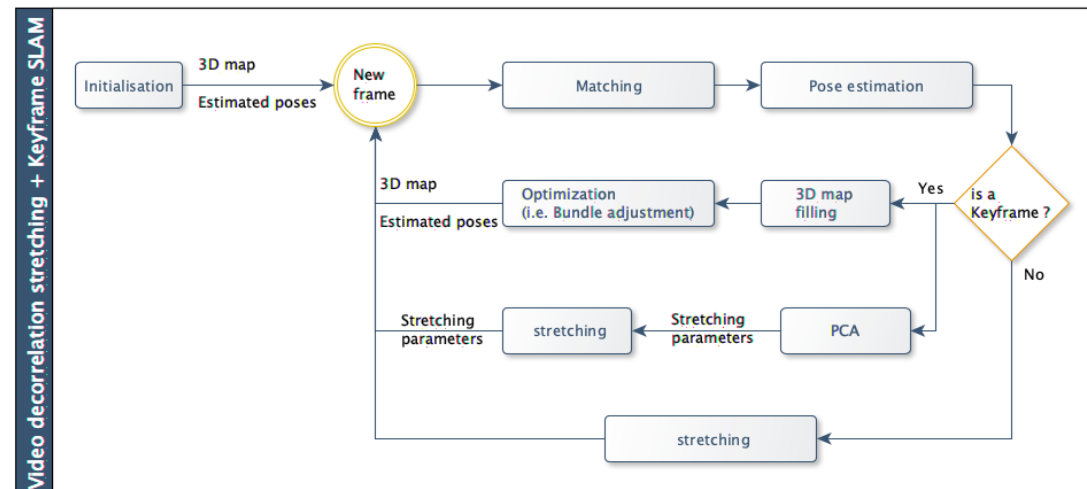 Video decorrelation stretching + Keyframe SLAM
Initialisation
3D map
Estimated poses
New
frame
Matching
Pose estimation
is a
Keyframe ?
Yes
No
3D map
filling
Optimization
(i.e. Bundle adjustment)
3D map
Estimated poses
PCA
Stretching
parameters
stretching
Stretching
parameters
stretching